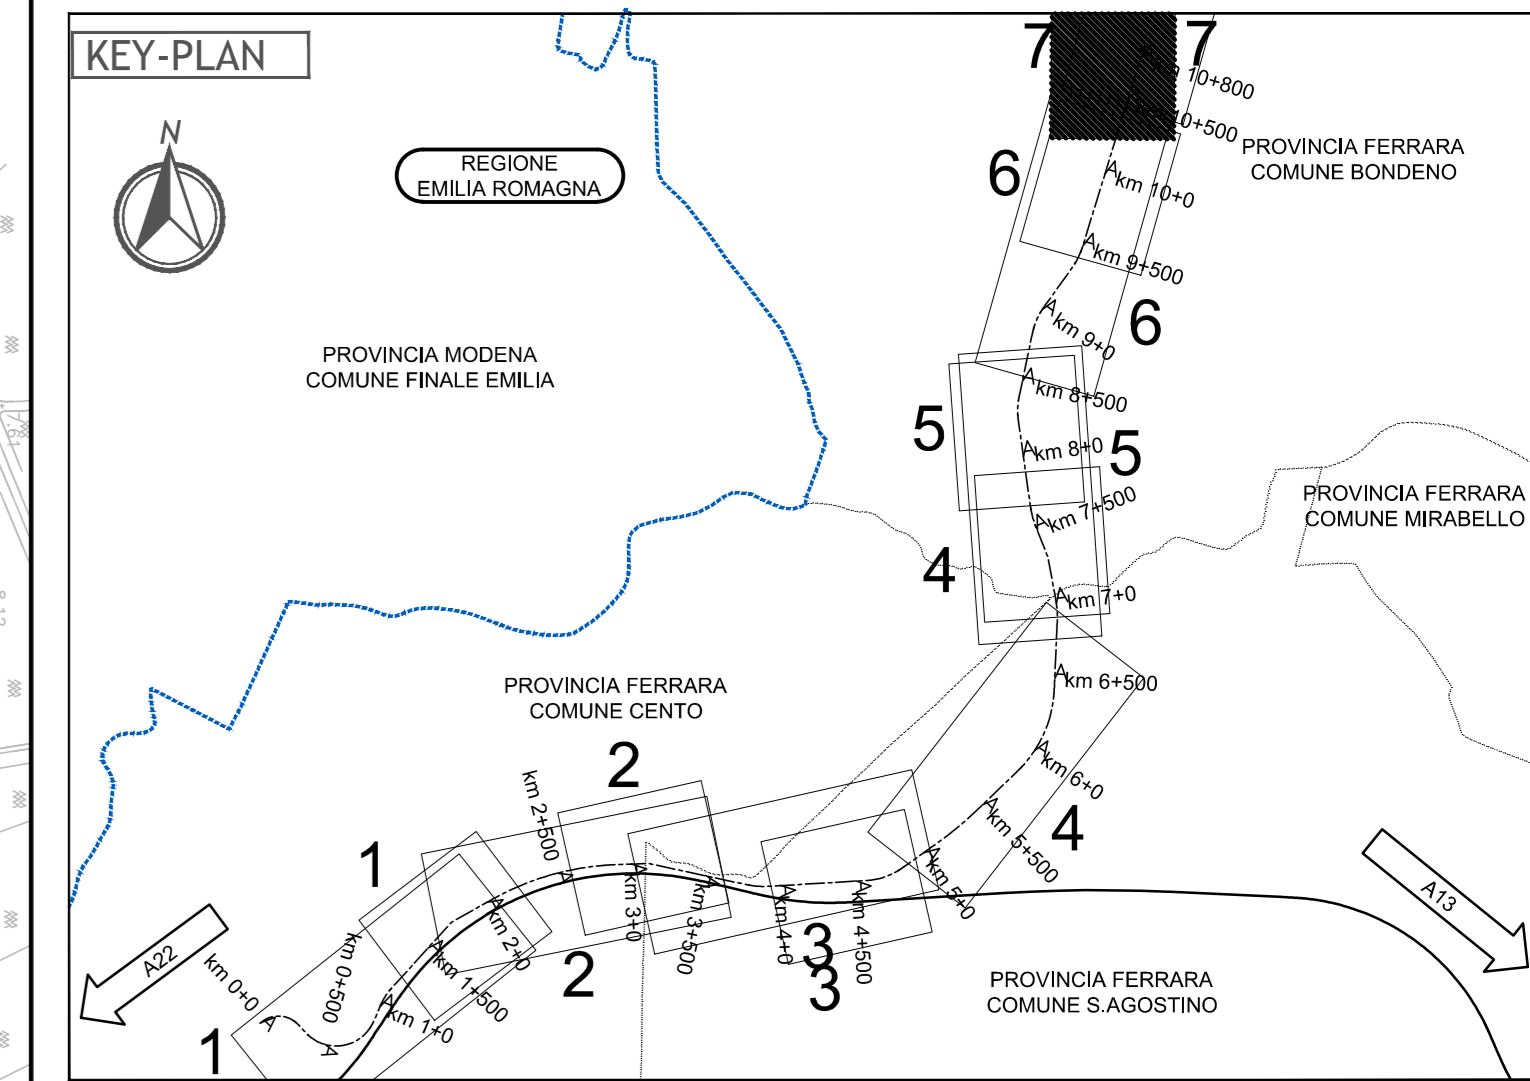 KEY-PLAN
N
REGIONE
EMILIA ROMAGNA
7
7
km 10+800
km 10+500
PROVINCIA FERRARA
COMUNE BONDENO
6
A km 10+0
A km 9+500
6
A km 9+0
PROVINCIA MODENA
COMUNE FINALE EMILIA
A km 8+500
5
A km 8+0
5
PROVINCIA FERRARA
COMUNE MIRABELLO
A km 7+500
4
A km 7+0
7.61
8.13
A km 6+500
PROVINCIA FERRARA
COMUNE CENTO
2
A km 6+0
km 2+500
A
A km 5+500
4
1
A km 5+0
A km 3+0
A km 3+500
A km 4+0
A km 4+500
A13
A km 2+0
3
3
A22
km 0+0
A
km 0+500
A
A km 1+500
2
PROVINCIA FERRARA
COMUNE S.AGOSTINO
A km 1+0
1